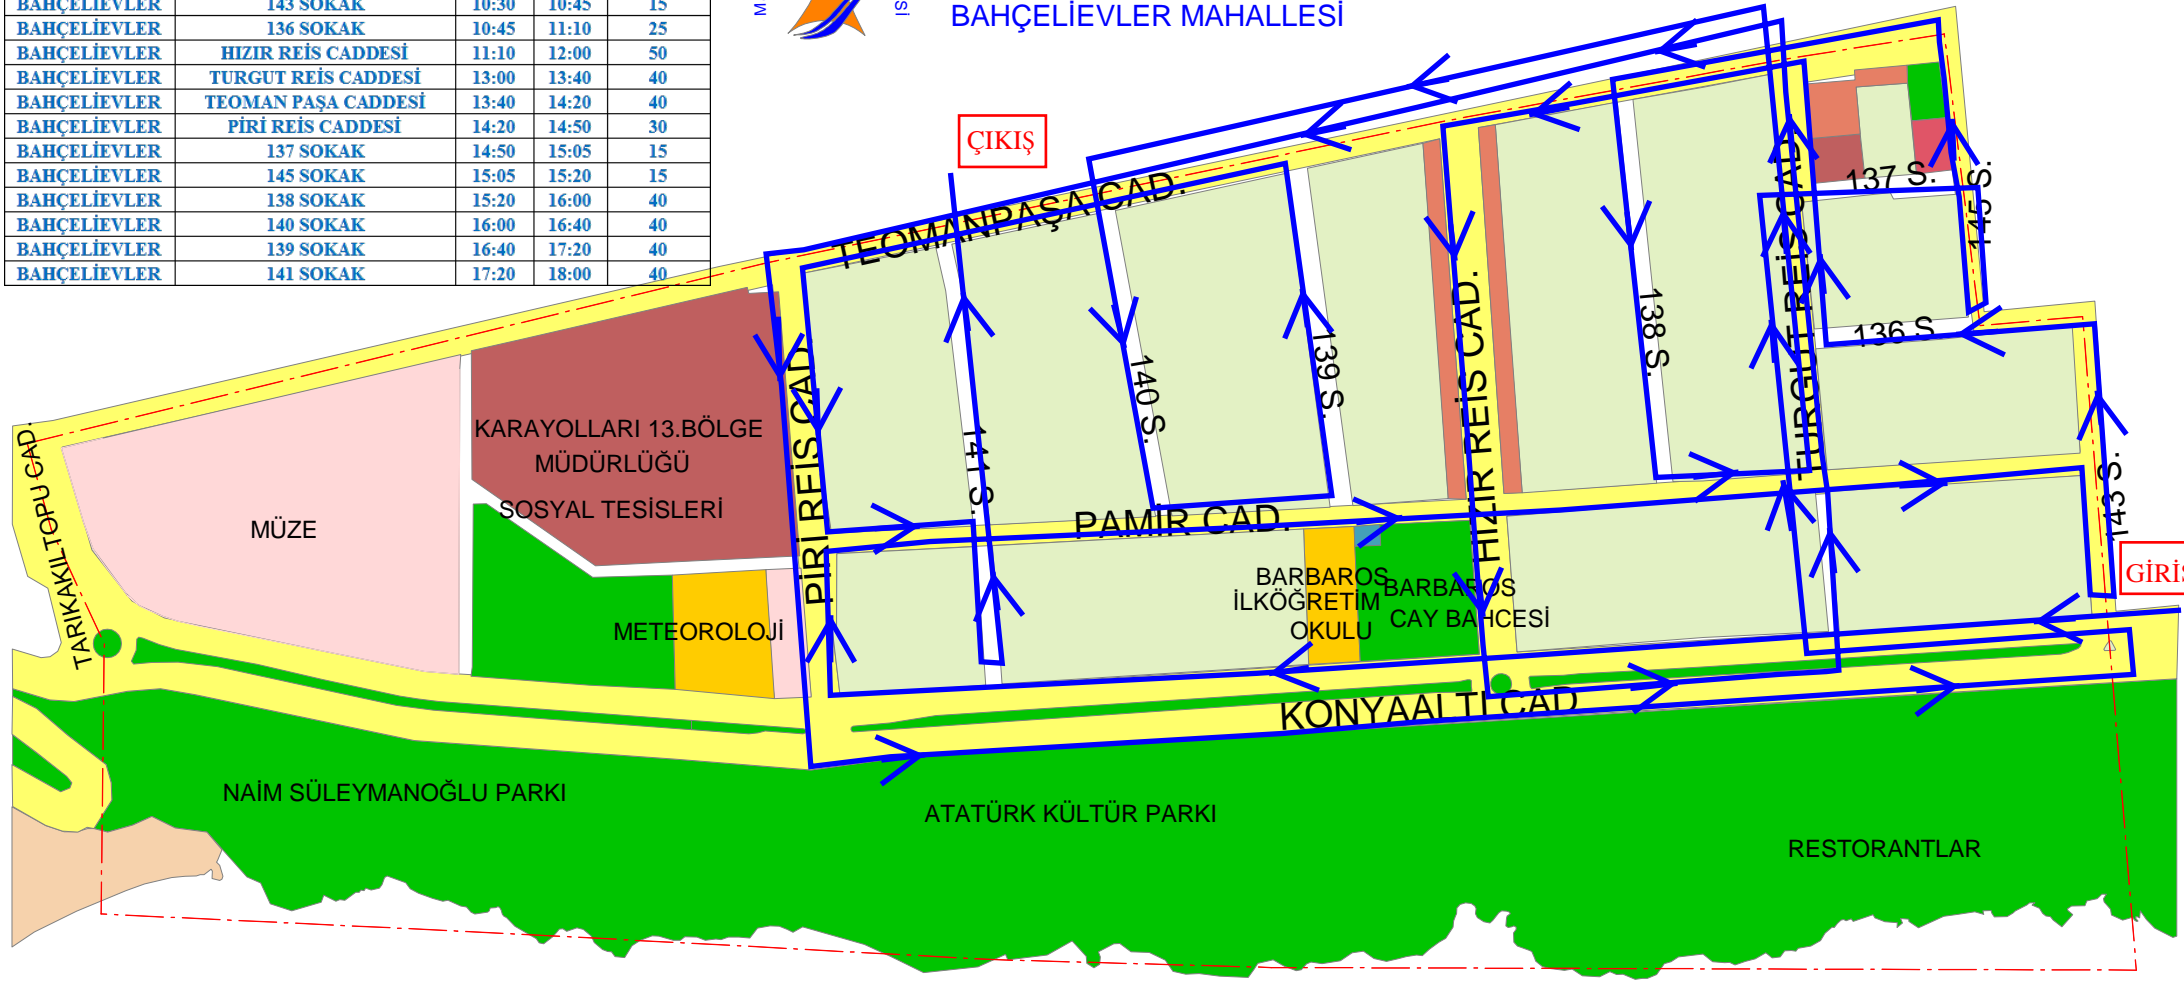 BAHÇELİEVLER 143 SOKAK 10:30 10:45 15
BAHÇELİEVLER 136 SOKAK 10:45 11:10 25
BAHÇELİEVLER HIZIR REİS CADDESİ 11:10 12:00 50
BAHÇELİEVLER TURGUT REİS CADDESİ 13:00 13:40 40
BAHÇELİEVLER TEOMAN PAŞA CADDESİ 13:40 14:20 40
BAHÇELİEVLER PİRİ REİS CADDESİ 14:20 14:50 30
BAHÇELİEVLER 137 SOKAK 14:50 15:05 15
BAHÇELİEVLER 145 SOKAK 15:05 15:20 15
BAHÇELİEVLER 138 SOKAK 15:20 16:00 40
BAHÇELİEVLER 140 SOKAK 16:00 16:40 40
BAHÇELİEVLER 139 SOKAK 16:40 17:20 40
BAHÇELİEVLER 141 SOKAK 17:20 18:00 40
M
Sİ
BAHÇELİEVLER MAHALLESİ
ÇIKIŞ
TEOMANPAŞA CAD.
137 S.
145 S.
TURGUT REİS CAD
136 S
138 S.
HIZIR REİS CAD.
139 S.
140 S.
141 S.
PİRİ REİS CAD
KARAYOLLARI 13.BÖLGE
MÜDÜRLÜĞÜ
SOSYAL TESİSLERİ
MÜZE
TARIKAKILTOPU CAD.
PAMİR CAD.
143 S.
GİRİŞ
METEOROLOJİ
BARBAROS
İLKÖĞRETİM
OKULU
BARBAROS
CAY BAHCESİ
KONYAALTI CAD
NAİM SÜLEYMANOĞLU PARKI
ATATÜRK KÜLTÜR PARKI
RESTORANTLAR